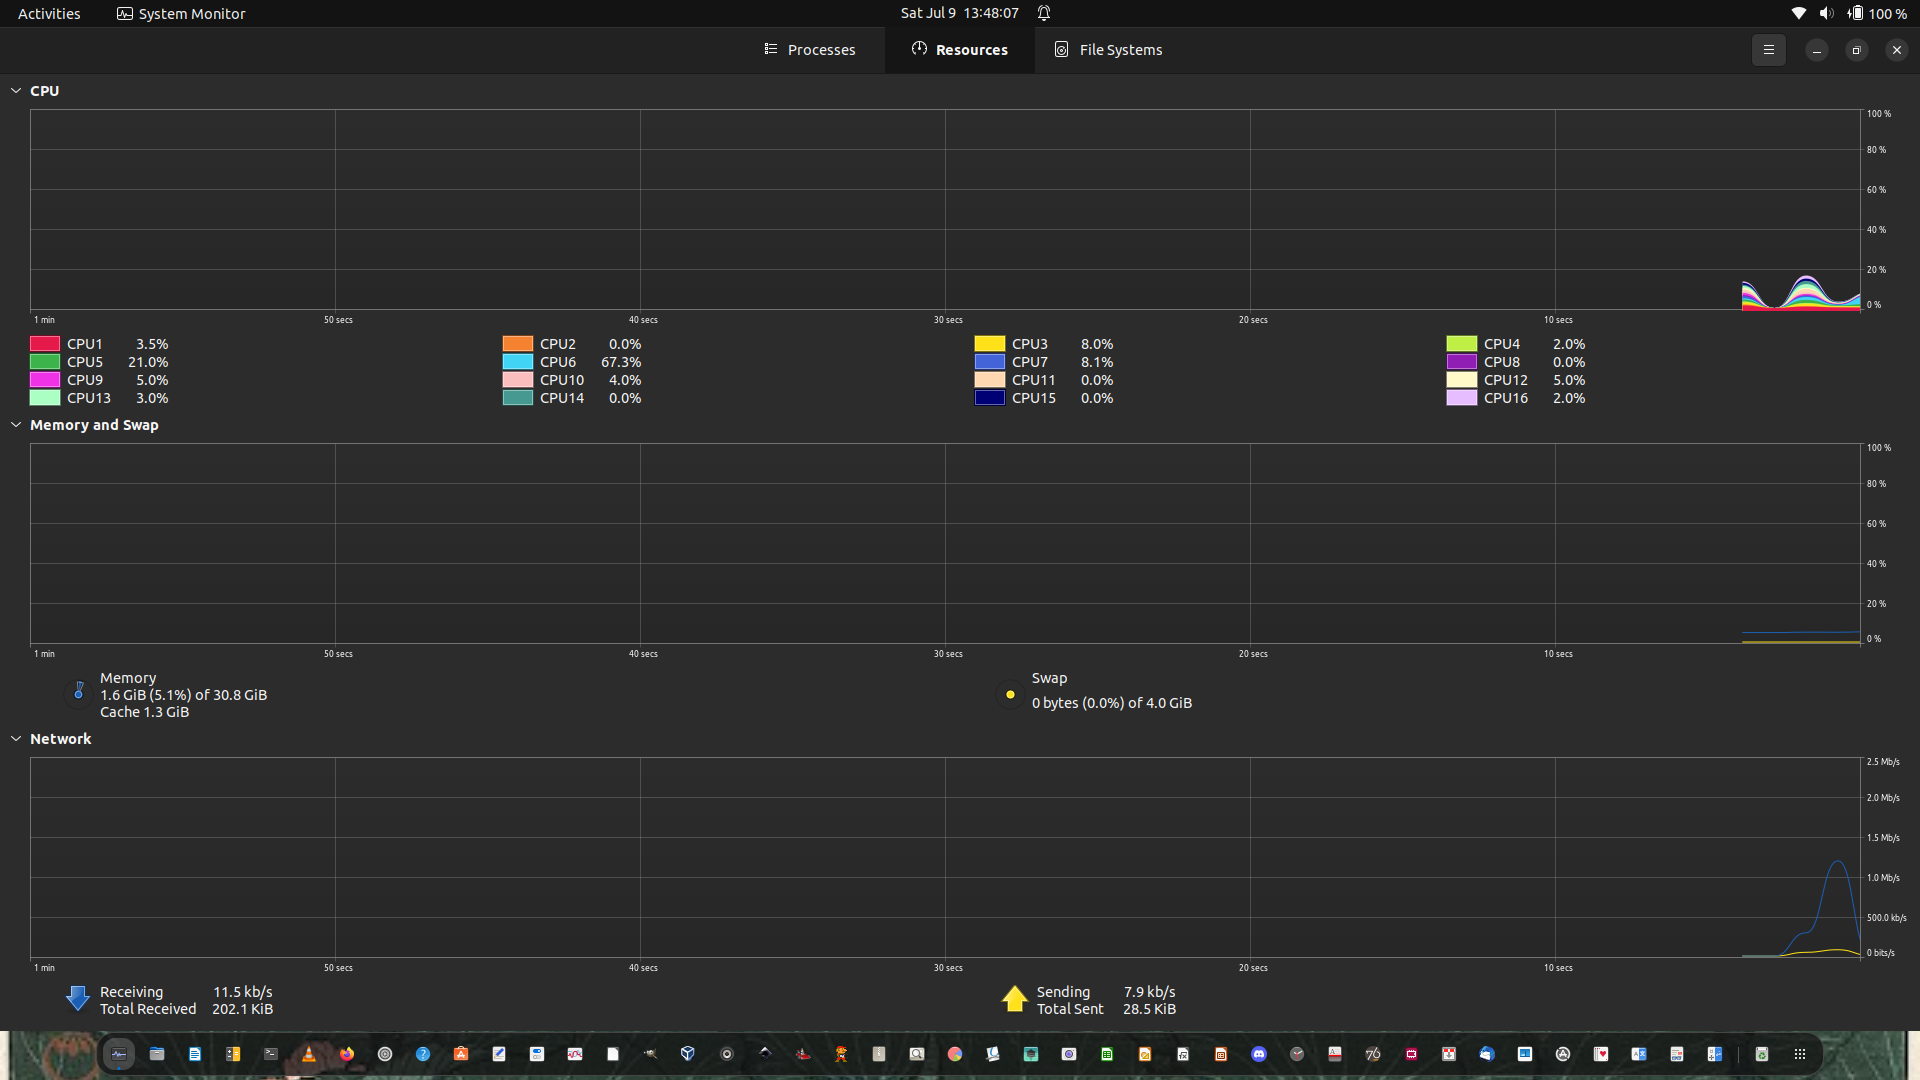 Activities System Monitor Sat Jul 9 13:48:07 100 %
Processes Resources File Systems
CPU
100 %
80 %
60 %
40 %
20 %
0 %
1 min 50 secs 40 secs 30 secs 20 secs 10 secs
CPU1 3.5% CPU2 0.0% CPU3 8.0% CPU4 2.0%
CPU5 21.0% CPU6 67.3% CPU7 8.1% CPU8 0.0%
CPU9 5.0% CPU10 4.0% CPU11 0.0% CPU12 5.0%
CPU13 3.0% CPU14 0.0% CPU15 0.0% CPU16 2.0%
Memory and Swap
100 %
80 %
60 %
40 %
20 %
0 %
1 min 50 secs 40 secs 30 secs 20 secs 10 secs
Memory
1.6 GiB (5.1%) of 30.8 GiB
Cache 1.3 GiB
Swap
0 bytes (0.0%) of 4.0 GiB
Network
2.5 Mb/s
2.0 Mb/s
1.5 Mb/s
1.0 Mb/s
500.0 kb/s
0 bits/s
1 min 50 secs 40 secs 30 secs 20 secs 10 secs
Receiving 11.5 kb/s
Total Received 202.1 KiB
Sending 7.9 kb/s
Total Sent 28.5 KiB